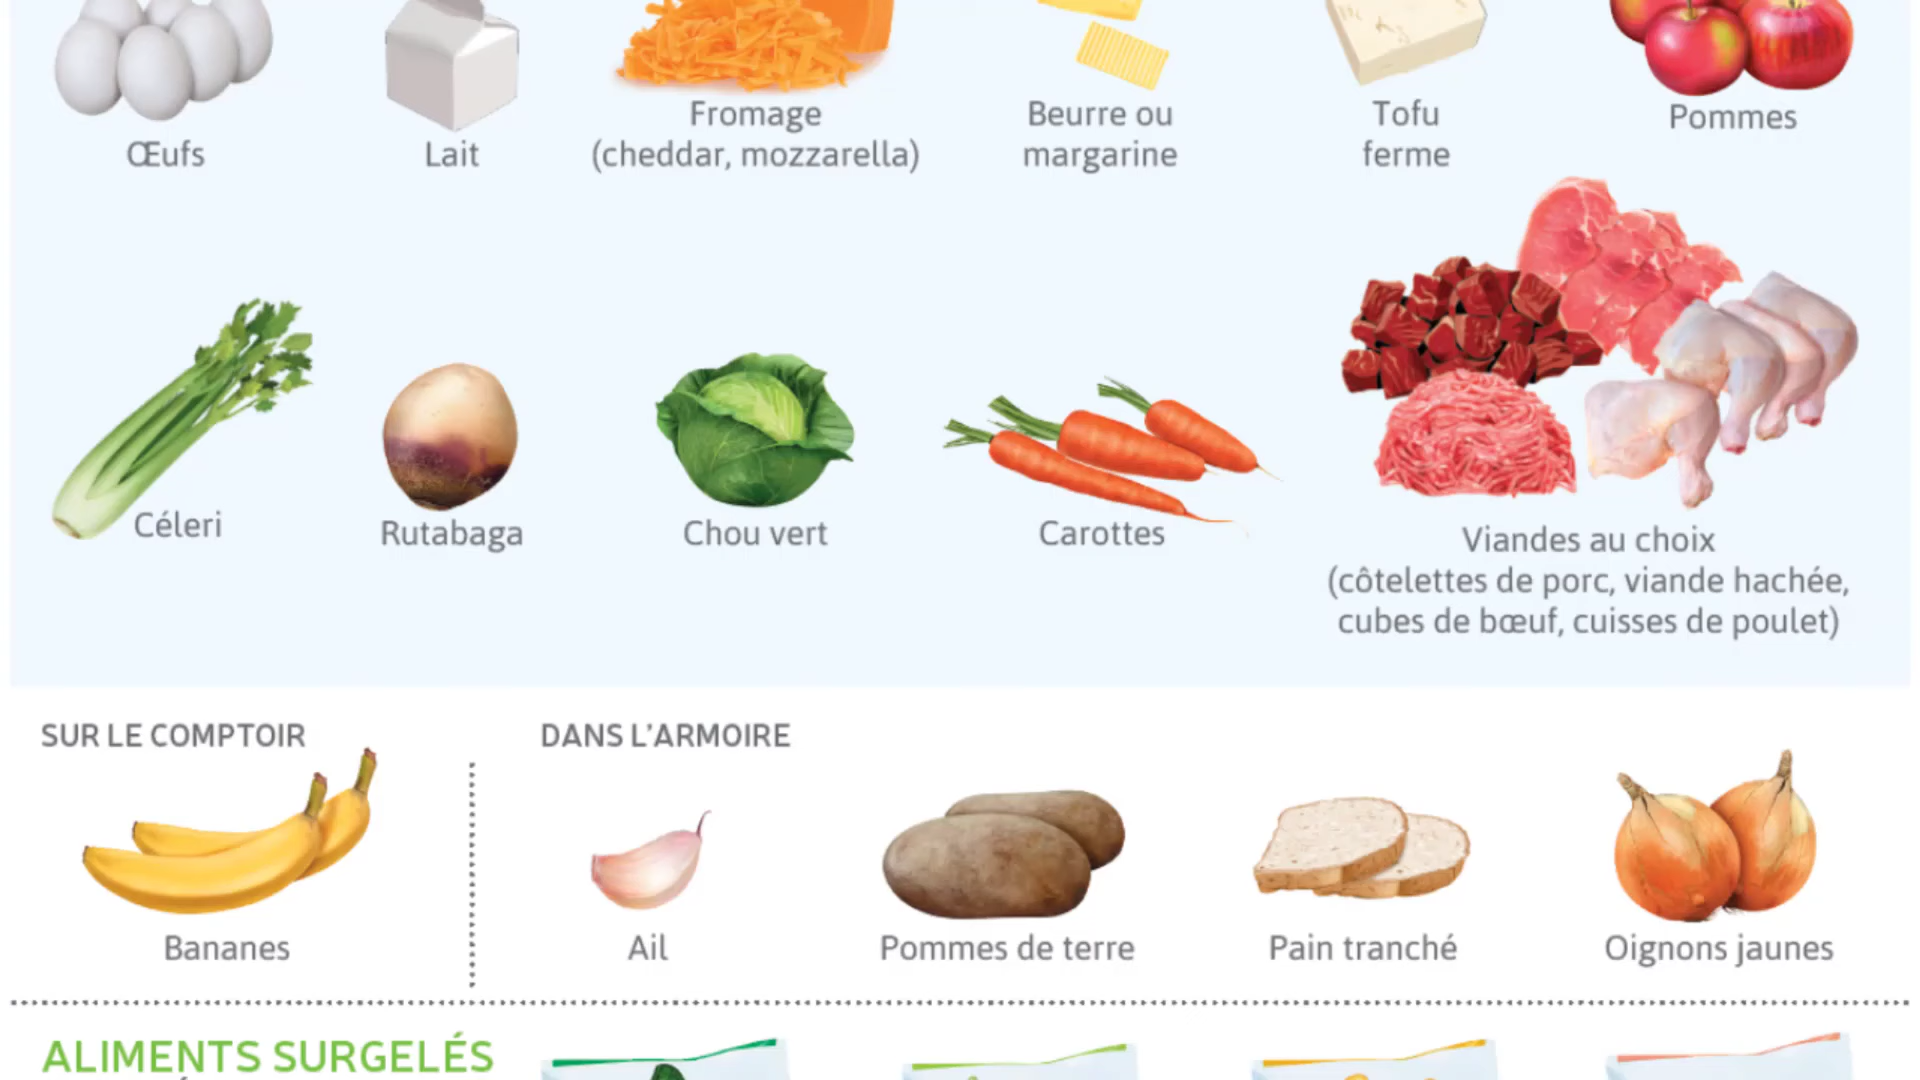 Œufs
Lait
Fromage
(cheddar, mozzarella)
Beurre ou
margarine
Tofu
ferme
Pommes
Céleri
Rutabaga
Chou vert
Carottes
Viandes au choix
(côtelettes de porc, viande hachée,
cubes de bœuf, cuisses de poulet)
SUR LE COMPTOIR
DANS L'ARMOIRE
Bananes
Ail
Pommes de terre
Pain tranché
Oignons jaunes
ALIMENTS SURGELÉS